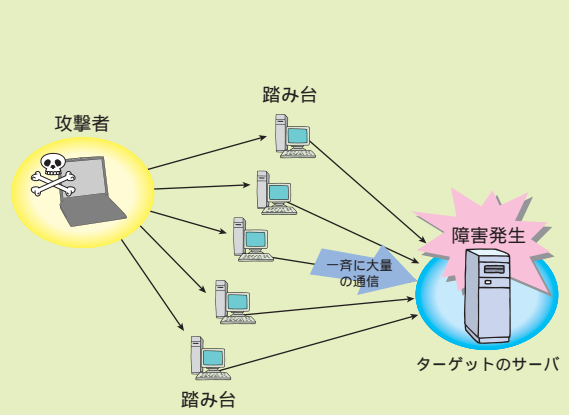 踏み台
攻撃者
障害発生
一斉に大量
の通信
ターゲットのサーバ
踏み台